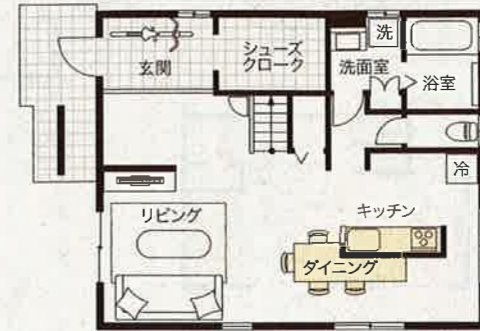 洗
シューズ
クローク
玄関
洗面室
浴室
冷
リビング
キッチン
ダイニング